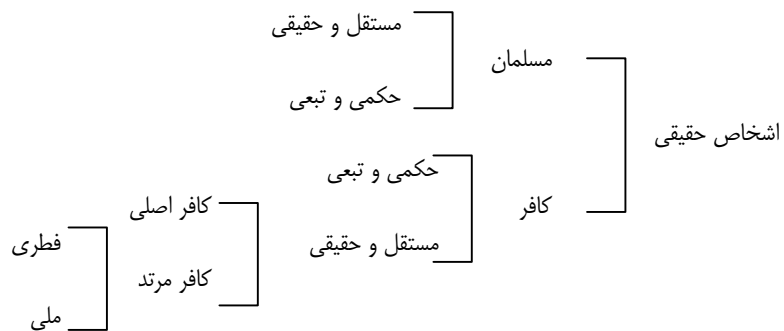 اشخاص حقیقی
مسلمان
مستقل و حقیقی
حکمی و تبعی
کافر
حکمی و تبعی
مستقل و حقیقی
کافر اصلی
کافر مرتد
فطری
ملی